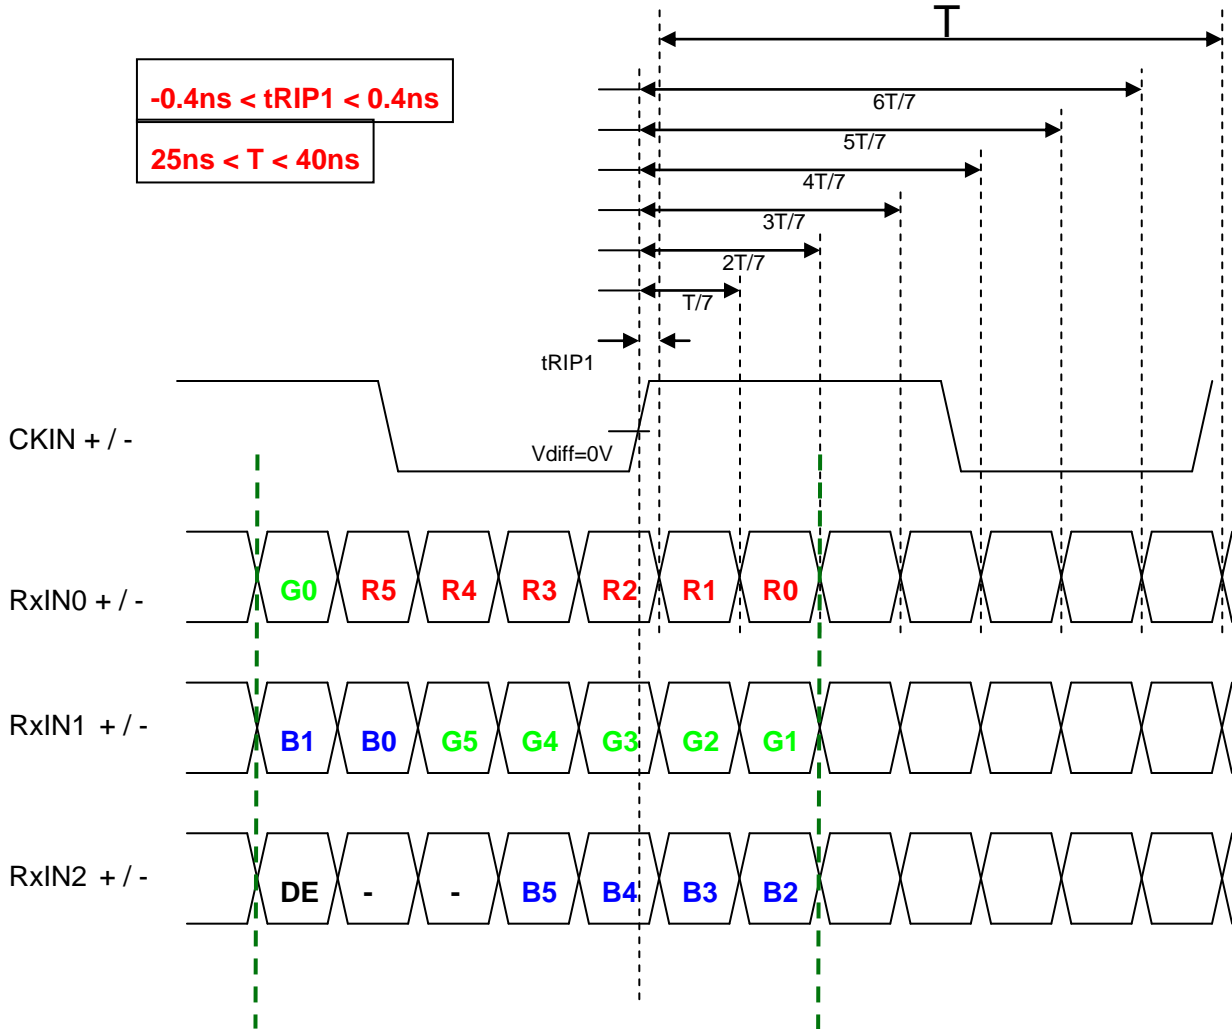 T
-0.4ns < tRIP1 < 0.4ns
6T/7
5T/7
25ns < T < 40ns
4T/7
3T/7
2T/7
T/7
tRIP1
CKIN + / -
Vdiff=0V
RxIN0 + / - G0 R5 R4 R3 R2 R1 R0
RxIN1 + / - B1 B0 G5 G4 G3 G2 G1
RxIN2 + / - DE - - B5 B4 B3 B2